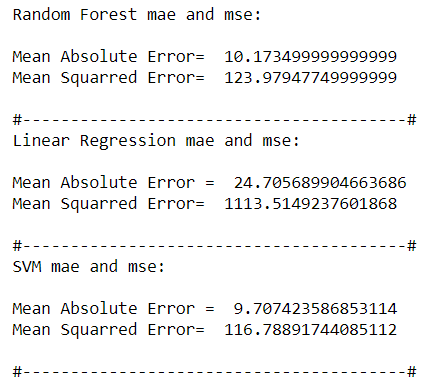 Random Forest mae and mse:
Mean Absolute Error=  10.173499999999999
Mean Squarred Error=  123.97947749999999
#----------------------------------------#
Linear Regression mae and mse:
Mean Absolute Error =  24.705689904663686
Mean Squarred Error=  1113.5149237601868
#----------------------------------------#
SVM mae and mse:
Mean Absolute Error =  9.707423586853114
Mean Squarred Error=  116.78891744085112
#----------------------------------------#